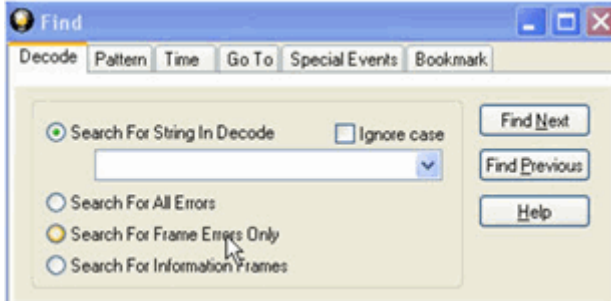 Find
Decode Pattern Time Go To Special Events Bookmark
Search For String In Decode Ignore case
Find Next
Find Previous
Search For All Errors
Help
Search For Frame Errors Only
Search For Information Frames